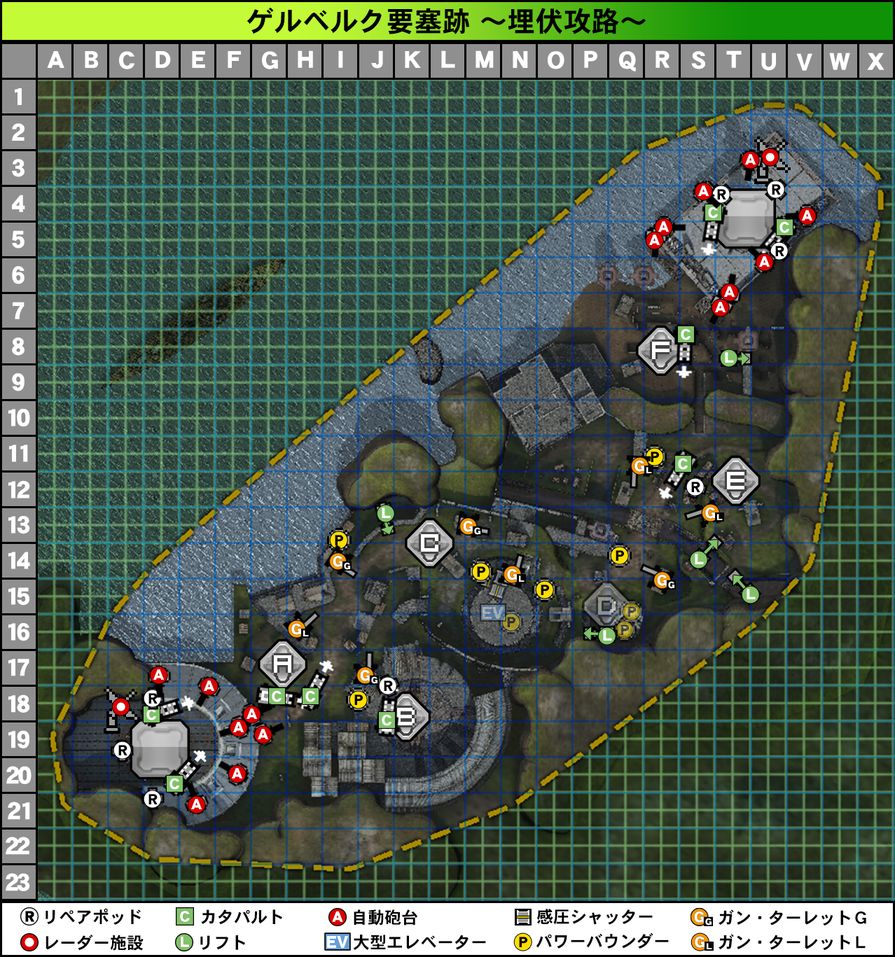 ゲルベルク要塞跡 ～埋伏攻路～
A B C D E F G H I J K L M N O P Q R S T U V W X
1
2
3
A
4
A R R
C A
5
A C
A R
A
6
A
7
A
8
F C
L
9
10
11
P
G L C
12
R E
L
13
G L
P C G G
14
G G P L
P G L
15
G G
P L
EV D P
16
P P
G L L
17
A
A G G R
18
R A C C P
C A C B
19
A A
R
20
A
C
21
R A
22
23
R リペアポッド C カタパルト A 自動砲台 感圧シャッター G G ガン・ターレットG
レーダー施設 L リフト EV 大型エレベーター P パワーバウンダー G L ガン・ターレットL